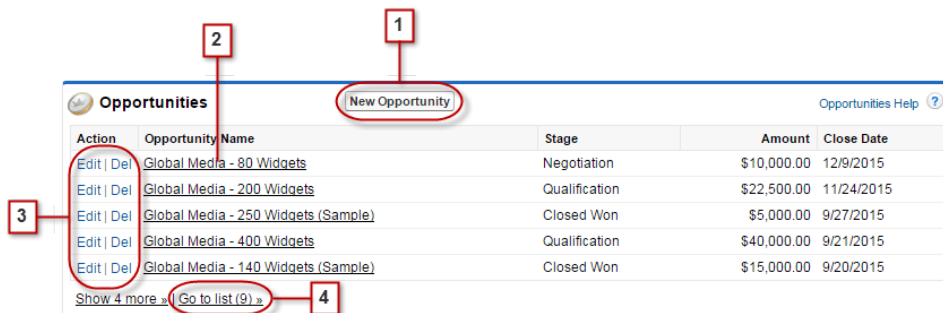 1
2
Opportunities New Opportunity Opportunities Help ?
Action Opportunity Name Stage Amount Close Date
Edit | Del Global Media - 80 Widgets Negotiation $10,000.00 12/9/2015
Edit | Del Global Media - 200 Widgets Qualification $22,500.00 11/24/2015
3 Edit | Del Global Media - 250 Widgets (Sample) Closed Won $5,000.00 9/27/2015
Edit | Del Global Media - 400 Widgets Qualification $40,000.00 9/21/2015
Edit | Del Global Media - 140 Widgets (Sample) Closed Won $15,000.00 9/20/2015
Show 4 more » | Go to list (9) » 4